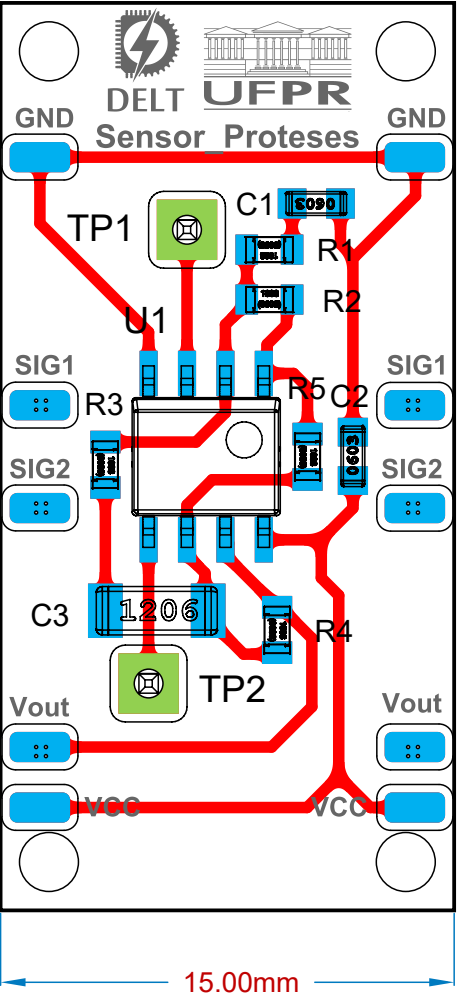 DELT
UFPR
GND
GND
Sensor_Proteses
C1
0603
TP1
R1
R2
U1
SIG1
SIG1
R3
R5
C2
0603
SIG2
SIG2
C3
1206
R4
TP2
Vout
Vout
VCC
VCC
15.00mm